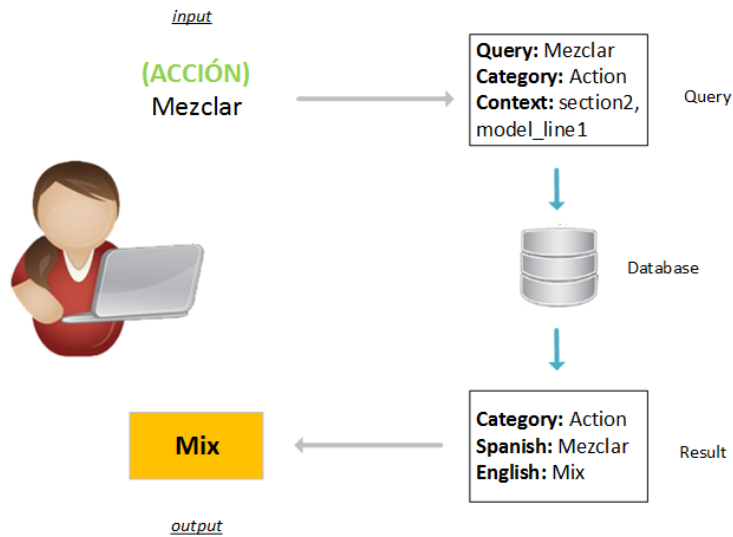 input
(ACCIÓN)
Mezclar
Query: Mezclar
Category: Action
Context: section2,
model_line1
Query
Database
Category: Action
Spanish: Mezclar
English: Mix
Result
Mix
output